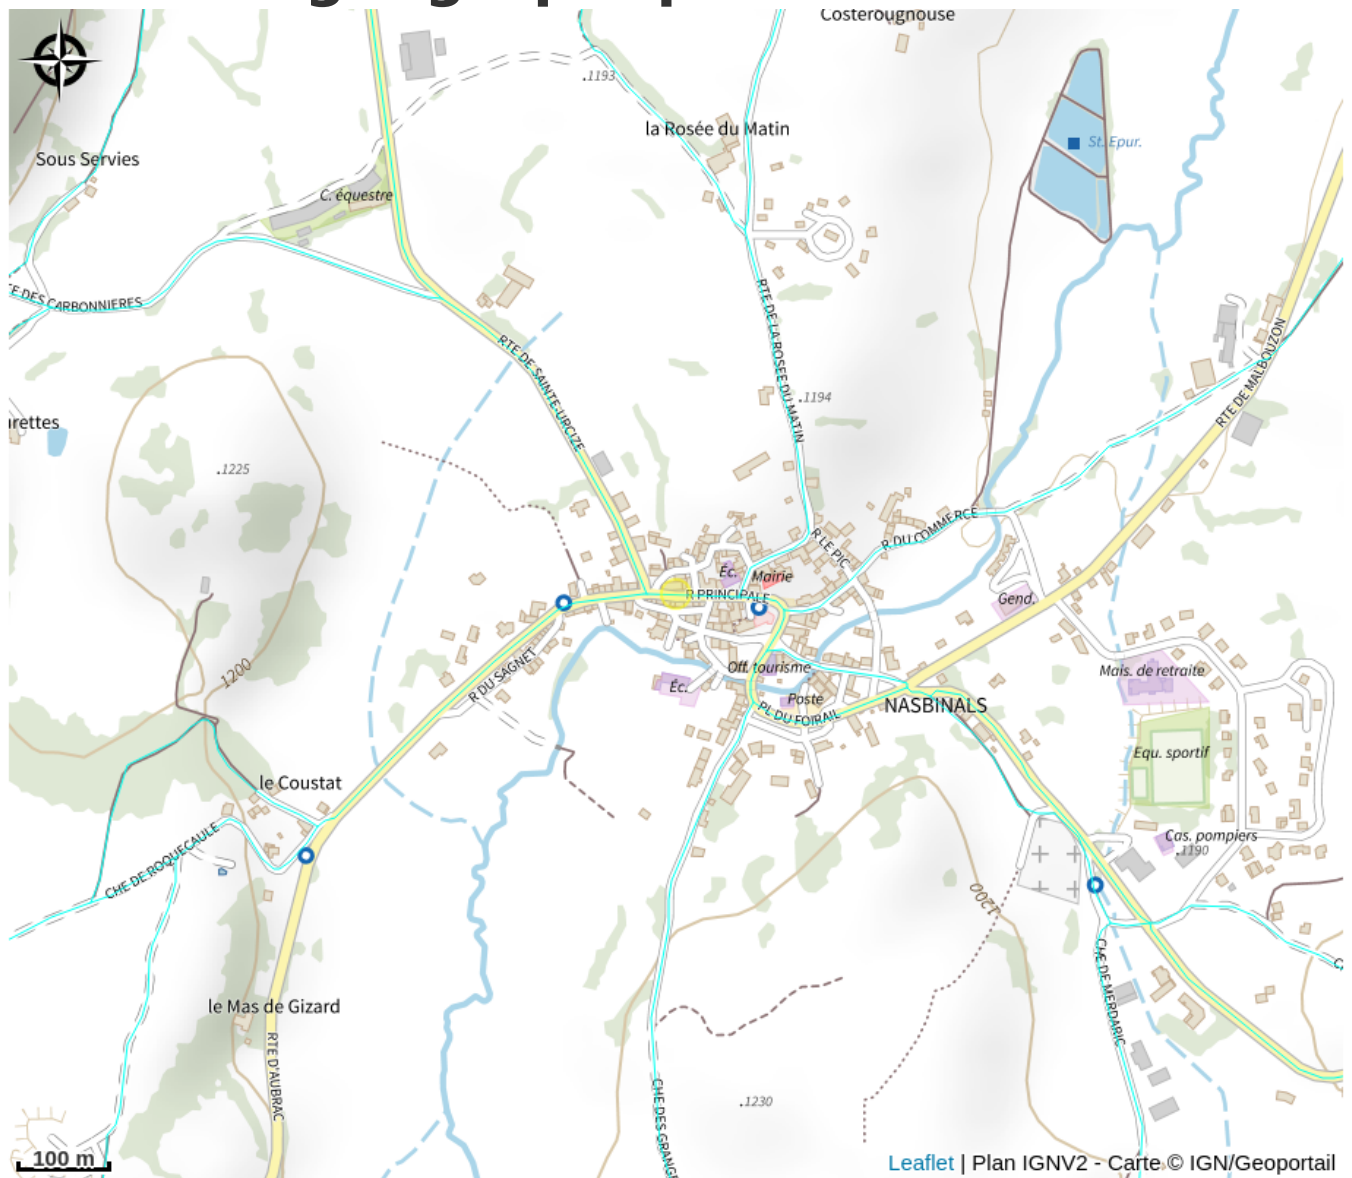 Costerougnouse
.1193
la Rosée du Matin
St. Epur.
Sous Servies
C. équestre
TE DES CARBONNIERES
RTE DE SAINTE-URCIZE
RTE DE LA ROSEE DU MATIN
RTE DE MALBOUZON
.1194
urettes
.1225
R DU COMMERCE
R LE PIC
Éc.
Mairie
R PRINCIPALE
Gend.
1200
R DU SAGNET
Off. tourisme
Mais. de retraite
Éc.
Poste
NASBINALS
PL DU FOIRAIL
Equ. sportif
le Coustat
CHE DE ROQUECAULE
Cas. pompiers
.1190
1200
CHE DE MERDARIC
le Mas de Gizard
RTE D'AUBRAC
CHE DES GRANGE
.1230
100 m
Leaflet | Plan IGNV2 - Carte © IGN/Geoportail